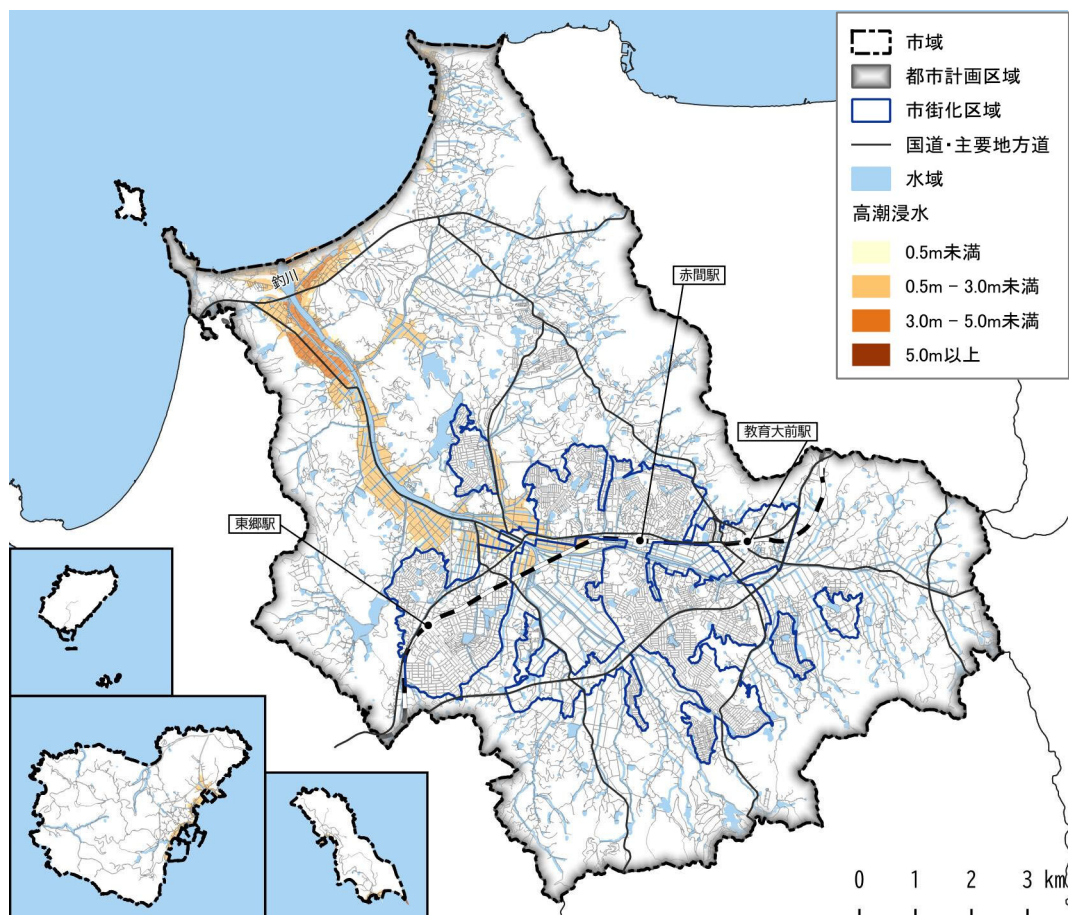 市域
都市計画区域
市街化区域
国道・主要地方道
水域
高潮浸水
0.5m未満
0.5m − 3.0m未満
3.0m − 5.0m未満
5.0m以上
釣川
赤間駅
教育大前駅
東郷駅
0 1 2 3 km